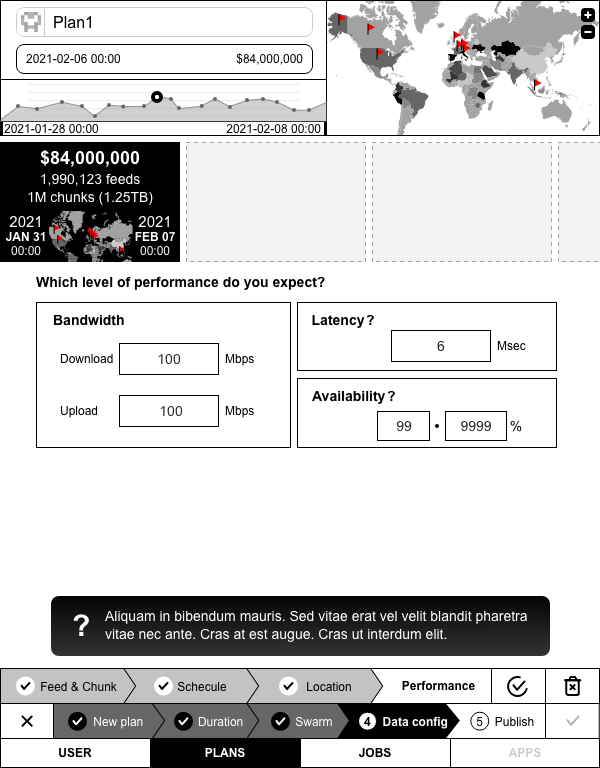 Plan1
2021-02-06 00:00 $84,000,000
2021-01-28 00:00 2021-02-08 00:00
$84,000,000
1,990,123 feeds
1M chunks (1.25TB)
2021 2021
JAN 31 FEB 07
00:00 00:00
Which level of performance do you expect?
Bandwidth
Download 100 Mbps
Upload 100 Mbps
Latency?
6 Msec
Availability?
99 • 9999 %
? Aliquam in bibendum mauris. Sed vitae erat vel velit blandit pharetra
vitae nec ante. Cras at est augue. Cras ut interdum elit.
Feed & Chunk Schecule Location Performance
New plan Duration Swarm 4 Data config 5 Publish
USER PLANS JOBS APPS